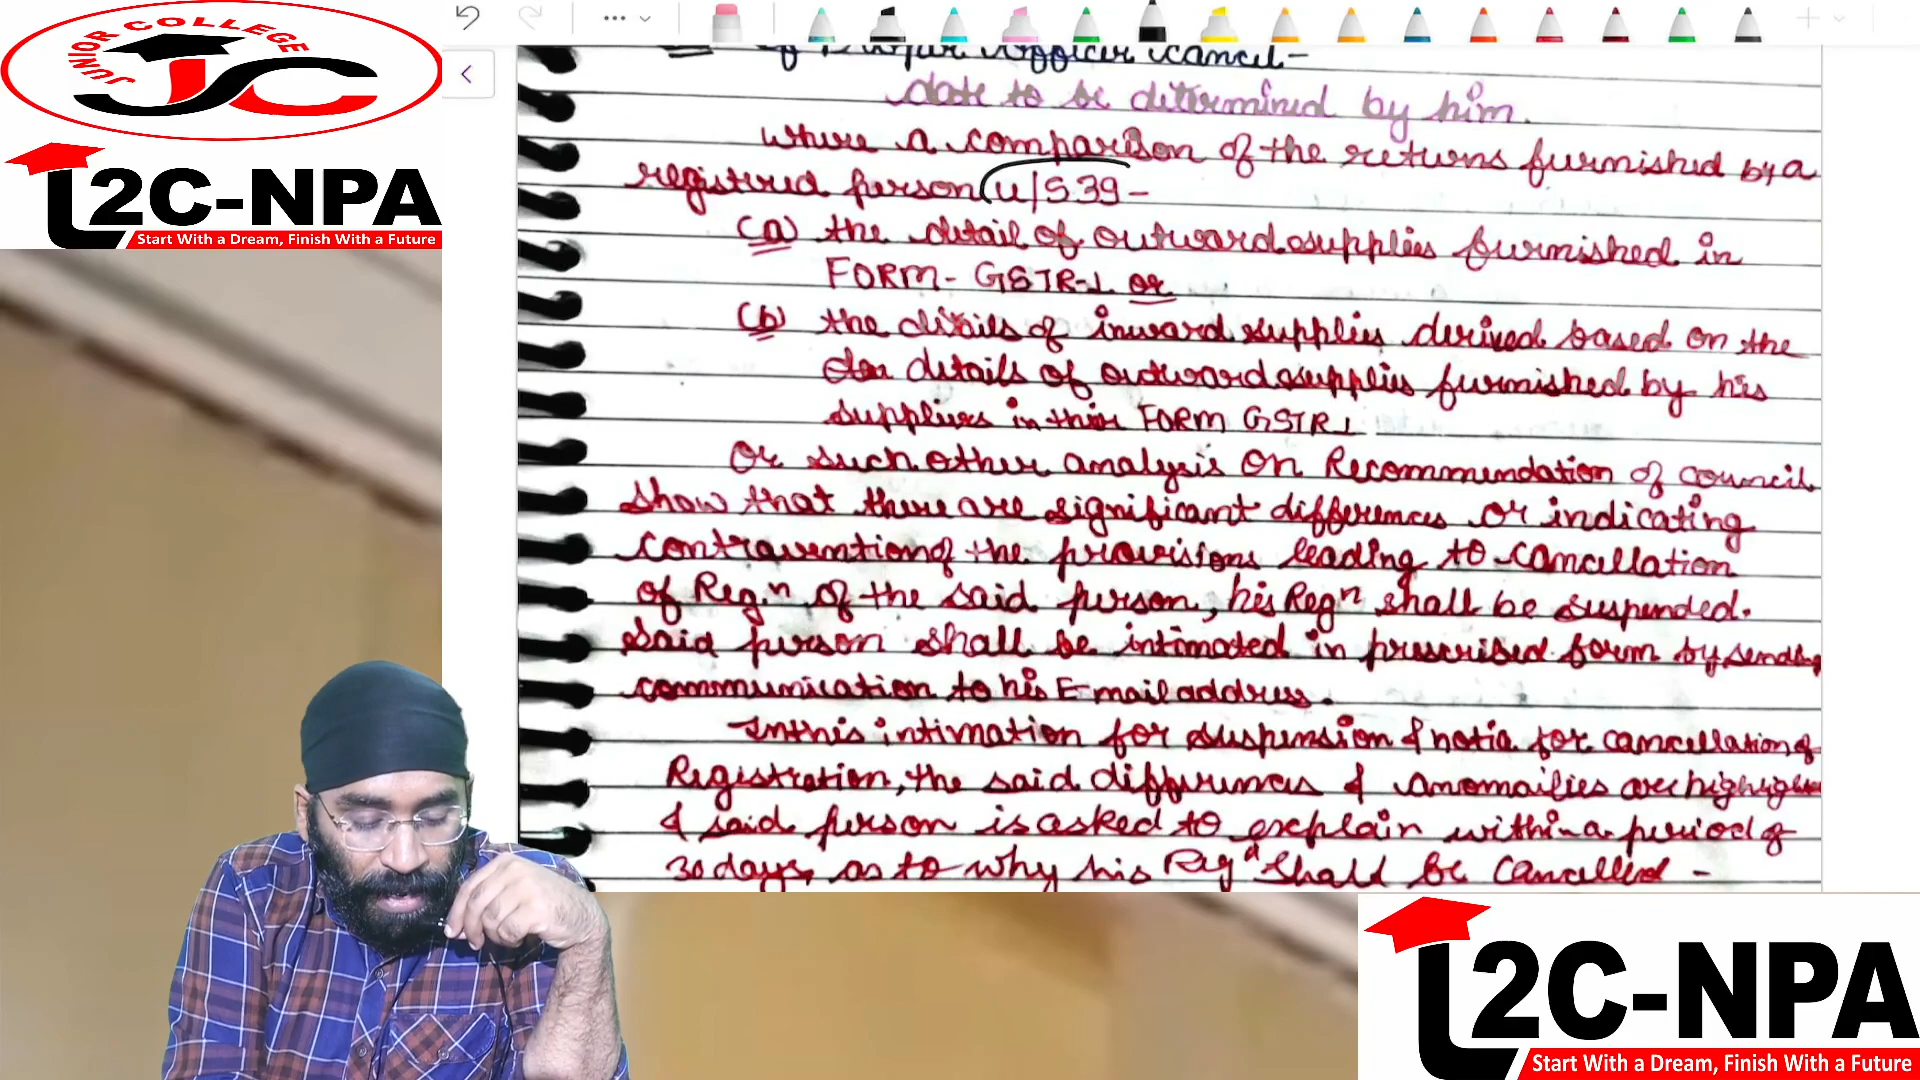 JUNIOR COLLEGE
JC
L2C-NPA
Start With a Dream, Finish With a Future
officer cancel-
date to be determined by him.
where a comparison of the returns furnished by a
registered person (u/S 39-
(a) the detail of outward supplies furnished in
FORM- GSTR-1 or
(b) the details of inward supplies derived based on the
details of outward supplies furnished by his
suppliers in their FORM GSTR 1
Or such other analysis on Recommendation of council
show that there are significant differences or indicating
contravention of the provisions leading to cancellation
of Regⁿ of the said person, his Regⁿ shall be suspended.
Said person shall be intimated in prescribed form by sending
communication to his E-mail address.
In this intimation for suspension & notice for cancellation of
Registration, the said differences & anomalies are
& said person is asked to explain within a period of
30 days, as to why his Regⁿ shall be cancelled -
L2C-NPA
Start With a Dream, Finish With a Future